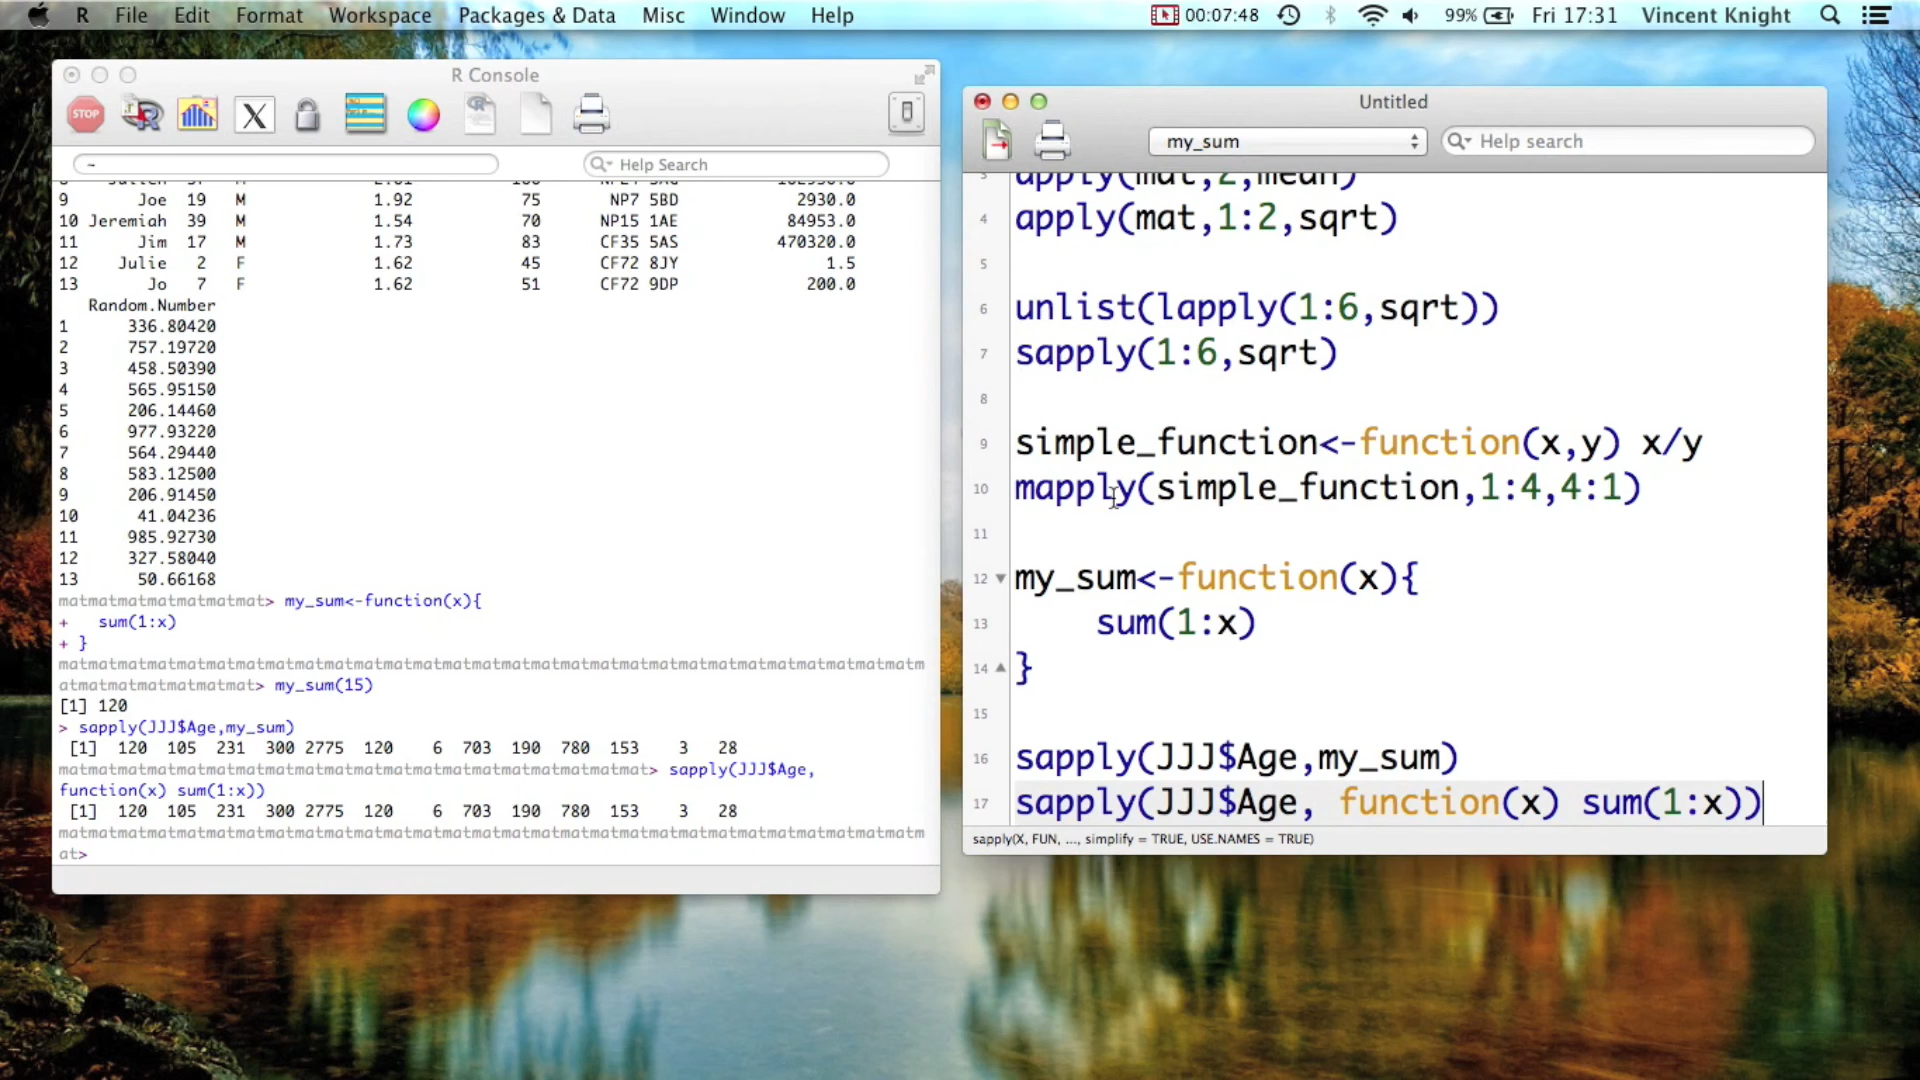 R File Edit Format Workspace Packages & Data Misc Window Help 00:07:48 99% Fri 17:31 Vincent Knight
R Console
STOP
~ Help Search
9 Joe 19 M 1.92 75 NP7 5BD 2930.0
10 Jeremiah 39 M 1.54 70 NP15 1AE 84953.0
11 Jim 17 M 1.73 83 CF35 5AS 470320.0
12 Julie 2 F 1.62 45 CF72 8JY 1.5
13 Jo 7 F 1.62 51 CF72 9DP 200.0
Random.Number
1 336.80420
2 757.19720
3 458.50390
4 565.95150
5 206.14460
6 977.93220
7 564.29440
8 583.12500
9 206.91450
10 41.04236
11 985.92730
12 327.58040
13 50.66168
matmatmatmatmatmatmat> my_sum<-function(x){
+ sum(1:x)
+ }
matmatmatmatmatmatmatmatmatmatmatmatmatmatmatmatmatmatmatmatmatmatmatmatmatmatmatmatm
atmatmatmatmatmatmat> my_sum(15)
[1] 120
> sapply(JJJ$Age,my_sum)
[1] 120 105 231 300 2775 120 6 703 190 780 153 3 28
matmatmatmatmatmatmatmatmatmatmatmatmatmatmatmatmatmatmatmat> sapply(JJJ$Age,
function(x) sum(1:x))
[1] 120 105 231 300 2775 120 6 703 190 780 153 3 28
matmatmatmatmatmatmatmatmatmatmatmatmatmatmatmatmatmatmatmatmatmatmatmatmatmatmatmatm
at>
Untitled
my_sum Help search
3 apply(mat,2,mean)
4 apply(mat,1:2,sqrt)
5
6 unlist(lapply(1:6,sqrt))
7 sapply(1:6,sqrt)
8
9 simple_function<-function(x,y) x/y
10 mapply(simple_function,1:4,4:1)
11
12 my_sum<-function(x){
13 sum(1:x)
14 }
15
16 sapply(JJJ$Age,my_sum)
17 sapply(JJJ$Age, function(x) sum(1:x))
sapply(X, FUN, ..., simplify = TRUE, USE.NAMES = TRUE)